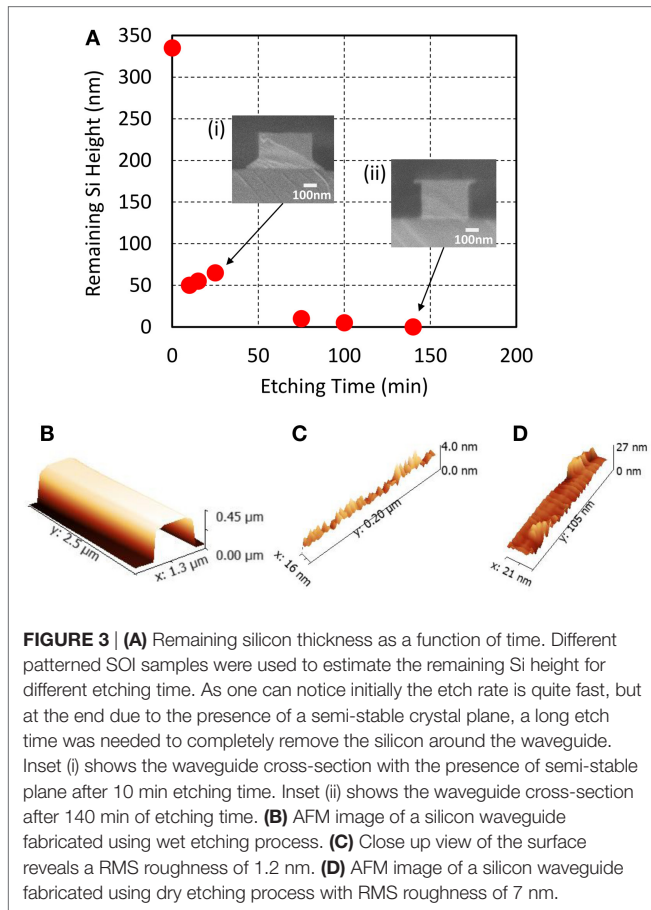 A
350
300
250
200
150
100
50
0
Remaining Si Height (nm)
(i)
100nm
(ii)
100nm
0 50 100 150 200
Etching Time (min)
B
0.45 µm
0.00 µm
y: 2.5 µm
x: 1.3 µm
C
4.0 nm
0.0 nm
y: 0.20 µm
x: 16 nm
D
27 nm
0 nm
y: 105 nm
x: 21 nm
FIGURE 3 | (A) Remaining silicon thickness as a function of time. Different
patterned SOI samples were used to estimate the remaining Si height for
different etching time. As one can notice initially the etch rate is quite fast, but
at the end due to the presence of a semi-stable crystal plane, a long etch
time was needed to completely remove the silicon around the waveguide.
Inset (i) shows the waveguide cross-section with the presence of semi-stable
plane after 10 min etching time. Inset (ii) shows the waveguide cross-section
after 140 min of etching time. (B) AFM image of a silicon waveguide
fabricated using wet etching process. (C) Close up view of the surface
reveals a RMS roughness of 1.2 nm. (D) AFM image of a silicon waveguide
fabricated using dry etching process with RMS roughness of 7 nm.